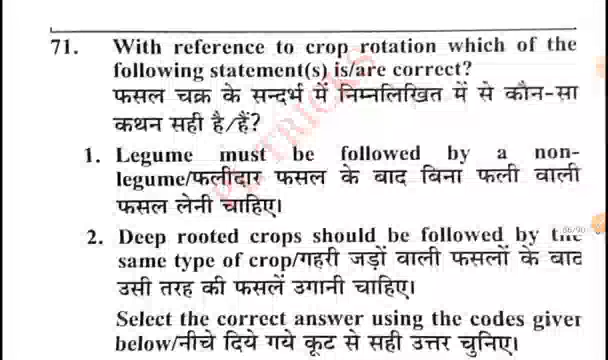 71. With reference to crop rotation which of the
following statement(s) is/are correct?
फसल चक्र के सन्दर्भ में निम्नलिखित में से कौन-सा
कथन सही है/हैं?
1. Legume must be followed by a non-
legume/फलीदार फसल के बाद बिना फली वाली
फसल लेनी चाहिए।
66/90
2. Deep rooted crops should be followed by the
same type of crop/गहरी जड़ों वाली फसलों के बाद
उसी तरह की फसलें उगानी चाहिए।
Select the correct answer using the codes given
below/नीचे दिये गये कूट से सही उत्तर चुनिए।